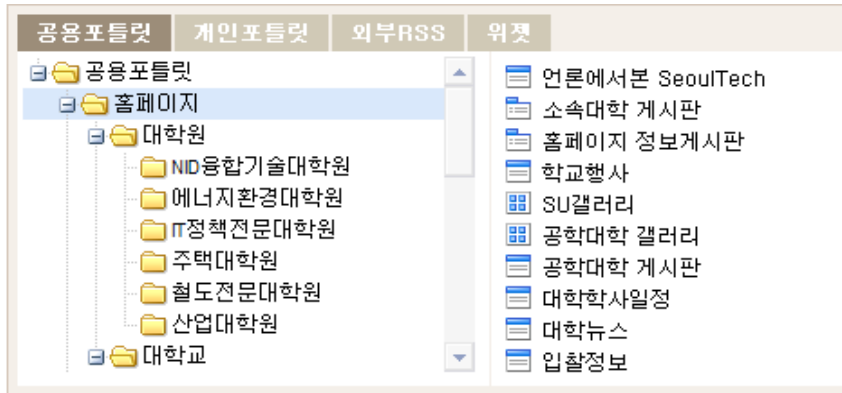 공용포틀릿 개인포틀릿 외부RSS 위젯
공용포틀릿
홈페이지
대학원
NID융합기술대학원
에너지환경대학원
IT정책전문대학원
주택대학원
철도전문대학원
산업대학원
대학교
언론에서본 SeoulTech
소속대학 게시판
홈페이지 정보게시판
학교행사
SU갤러리
공학대학 갤러리
공학대학 게시판
대학학사일정
대학뉴스
입찰정보